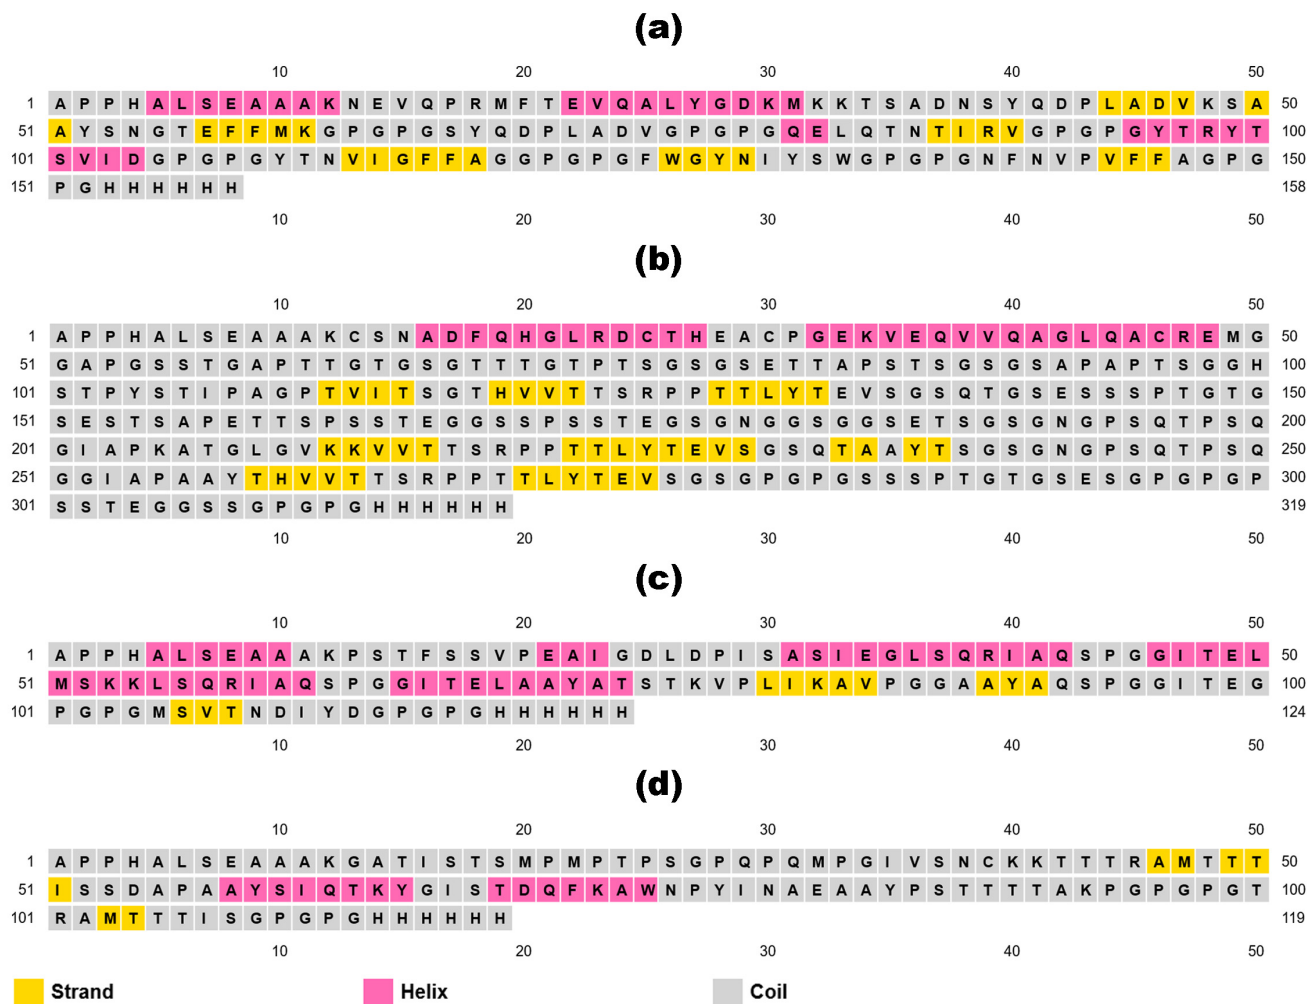 (a)
10 20 30 40 50
1 A P P H A L S E A A A K N E V Q P R M F T E V Q A L Y G D K M K K T S A D N S Y Q D P L A D V K S A 50
51 A Y S N G T E F F M K G P G P G S Y Q D P L A D V G P G P G Q E L Q T N T I R V G P G P G Y T R Y T 100
101 S V I D G P G P G Y T N V I G F F A G G P G P G F W G Y N I Y S W G P G P G N F N V P V F F A G P G 150
151 P G H H H H H H 158
10 20 30 40 50
(b)
10 20 30 40 50
1 A P P H A L S E A A A K C S N A D F Q H G L R D C T H E A C P G E K V E Q V V Q A G L Q A C R E M G 50
51 G A P G S S T G A P T T G T G S G T T T G T P T S G S G S E T T A P S T S G S G S A P A P T S G G H 100
101 S T P Y S T I P A G P T V I T S G T H V V T T S R P P T T L Y T E V S G S Q T G S E S S S P T G T G 150
151 S E S T S A P E T T S P S S T E G G S S P S S T E G S G N G G S G G S E T S G S G N G P S Q T P S Q 200
201 G I A P K A T G L G V K K V V T T S R P P T T L Y T E V S G S Q T A A Y T S G S G N G P S Q T P S Q 250
251 G G I A P A A Y T H V V T T S R P P T T L Y T E V S G S G P G P G S S S P T G T G S E S G P G P G P 300
301 S S T E G G S S G P G P G H H H H H H 319
10 20 30 40 50
(c)
10 20 30 40 50
1 A P P H A L S E A A A K P S T F S S V P E A I G D L D P I S A S I E G L S Q R I A Q S P G G I T E L 50
51 M S K K L S Q R I A Q S P G G I T E L A A Y A T S T K V P L I K A V P G G A A Y A Q S P G G I T E G 100
101 P G P G M S V T N D I Y D G P G P G H H H H H H 124
10 20 30 40 50
(d)
10 20 30 40 50
1 A P P H A L S E A A A K G A T I S T S M P M P T P S G P Q P Q M P G I V S N C K K T T T R A M T T T 50
51 I S S D A P A A Y S I Q T K Y G I S T D Q F K A W N P Y I N A E A A Y P S T T T T A K P G P G P G T 100
101 R A M T T T I S G P G P G H H H H H H 119
10 20 30 40 50
Strand Helix Coil